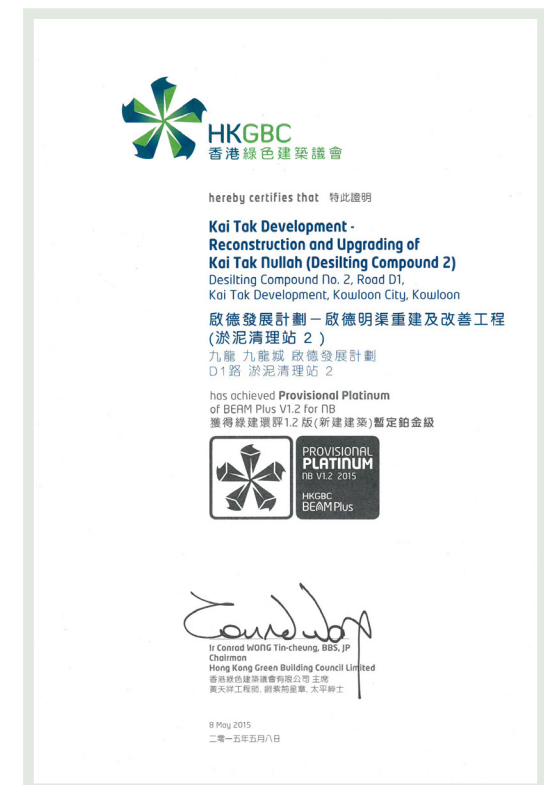 HKGBC
香港綠色建築議會
hereby certifies that 特此證明
Kai Tak Development -
Reconstruction and Upgrading of
Kai Tak Nullah (Desilting Compound 2)
Desilting Compound No. 2, Road D1,
Kai Tak Development, Kowloon City, Kowloon
啟德發展計劃－啟德明渠重建及改善工程
(淤泥清理站 2 )
九龍 九龍城 啟德發展計劃
D1路 淤泥清理站 2
has achieved Provisional Platinum
of BEAM Plus V1.2 for NB
獲得綠建環評1.2 版(新建建築)暫定鉑金級
PROVISIONAL
PLATINUM
NB V1.2 2015
HKGBC
BEAM Plus
Conrad Wong
Ir Conrad WONG Tin-cheung, BBS, JP
Chairman
Hong Kong Green Building Council Limited
香港綠色建築議會有限公司 主席
黃天祥工程師, 銅紫荊星章, 太平紳士
8 May 2015
二零一五年五月八日